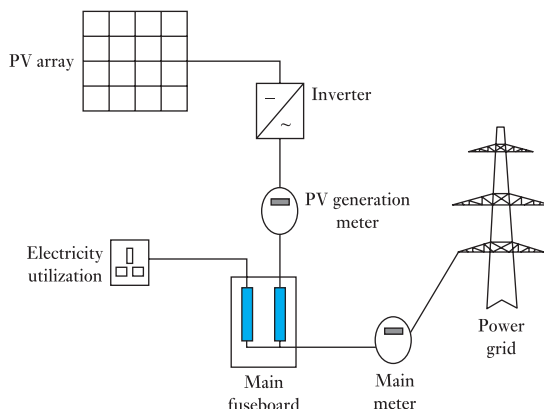 PV array
Inverter
PV generation
meter
Electricity
utilization
Power
grid
Main
fuseboard
Main
meter